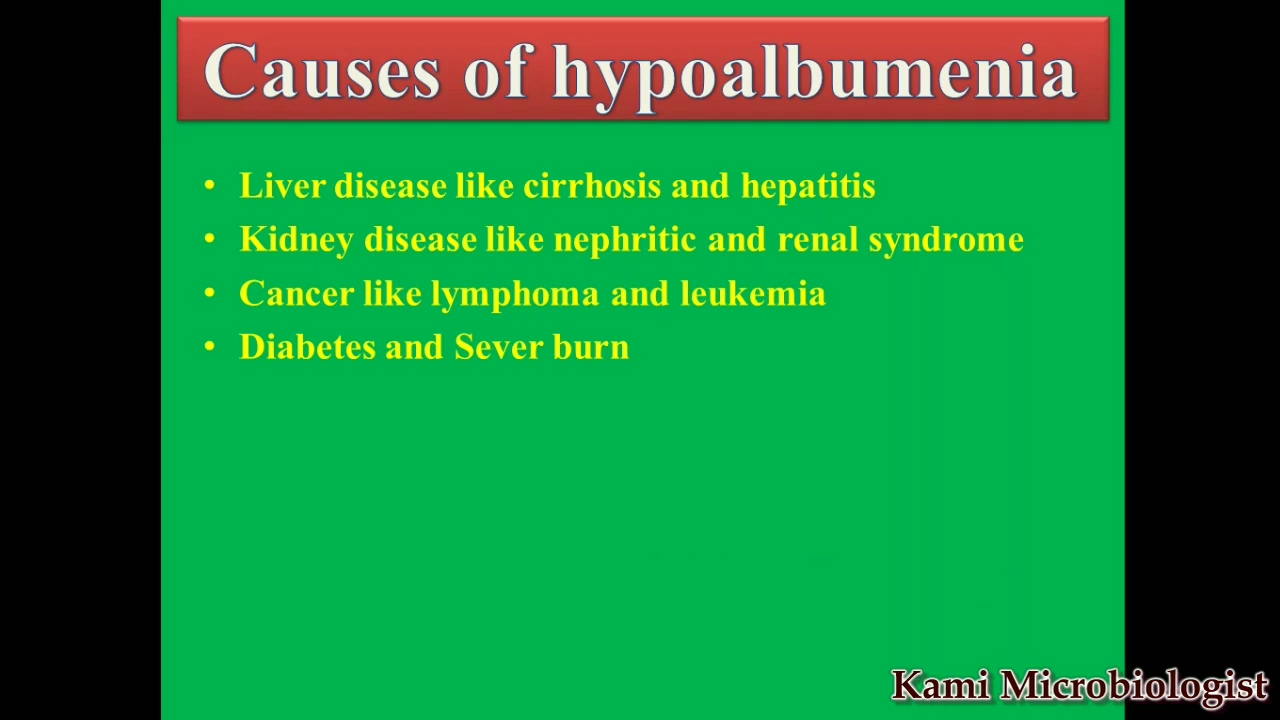 Causes of hypoalbumenia
• Liver disease like cirrhosis and hepatitis
• Kidney disease like nephritic and renal syndrome
• Cancer like lymphoma and leukemia
• Diabetes and Sever burn
Kami Microbiologist